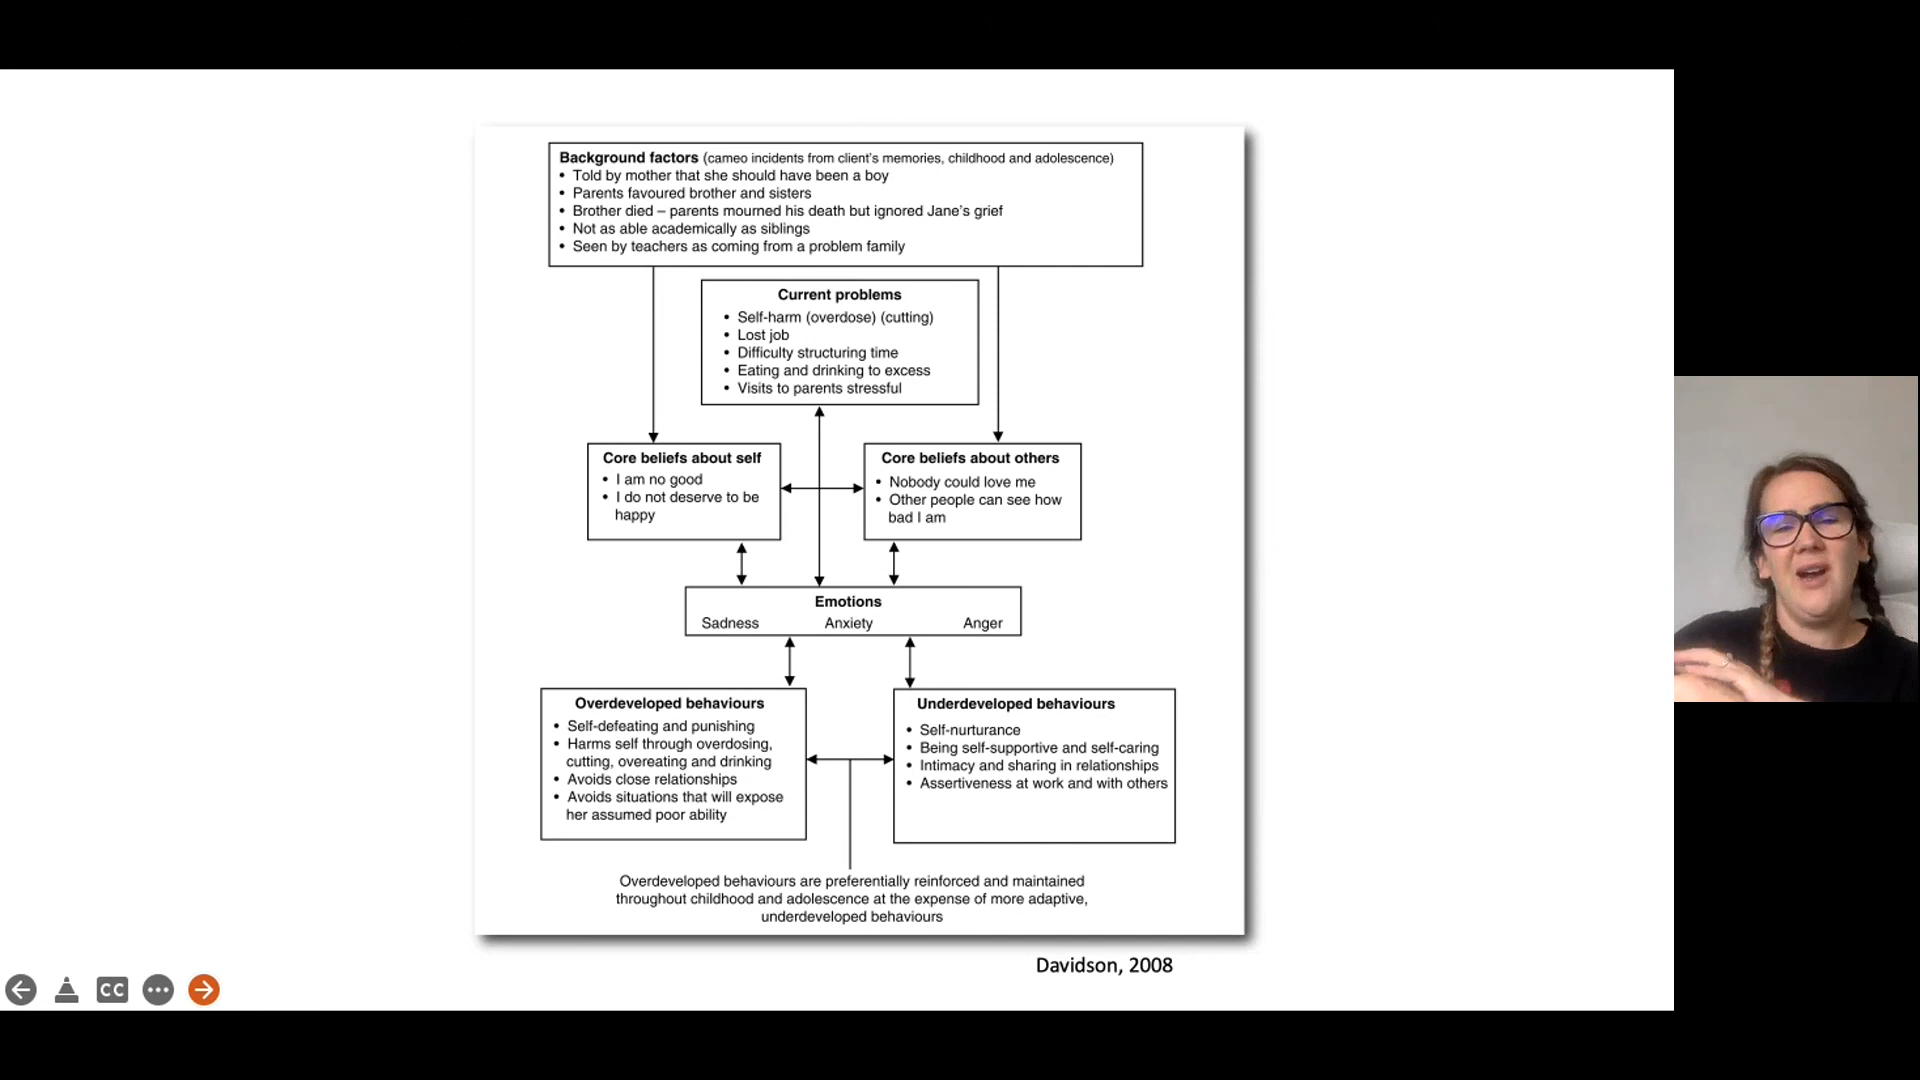 Background factors (cameo incidents from client's memories, childhood and adolescence)
• Told by mother that she should have been a boy
• Parents favoured brother and sisters
• Brother died – parents mourned his death but ignored Jane's grief
• Not as able academically as siblings
• Seen by teachers as coming from a problem family
Current problems
• Self-harm (overdose) (cutting)
• Lost job
• Difficulty structuring time
• Eating and drinking to excess
• Visits to parents stressful
Core beliefs about self
• I am no good
• I do not deserve to be
happy
Core beliefs about others
• Nobody could love me
• Other people can see how
bad I am
Emotions
Sadness Anxiety Anger
Overdeveloped behaviours
• Self-defeating and punishing
• Harms self through overdosing,
cutting, overeating and drinking
• Avoids close relationships
• Avoids situations that will expose
her assumed poor ability
Underdeveloped behaviours
• Self-nurturance
• Being self-supportive and self-caring
• Intimacy and sharing in relationships
• Assertiveness at work and with others
Overdeveloped behaviours are preferentially reinforced and maintained
throughout childhood and adolescence at the expense of more adaptive,
underdeveloped behaviours
Davidson, 2008
CC